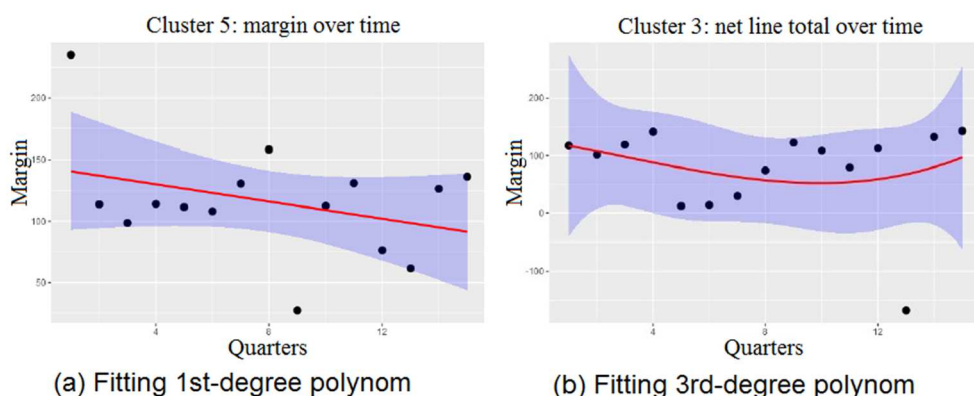 Cluster 5: margin over time
Margin
200
150
100
50
4
8
12
Quarters
(a) Fitting 1st-degree polynom
Cluster 3: net line total over time
Margin
200
100
0
-100
4
8
12
Quarters
(b) Fitting 3rd-degree polynom